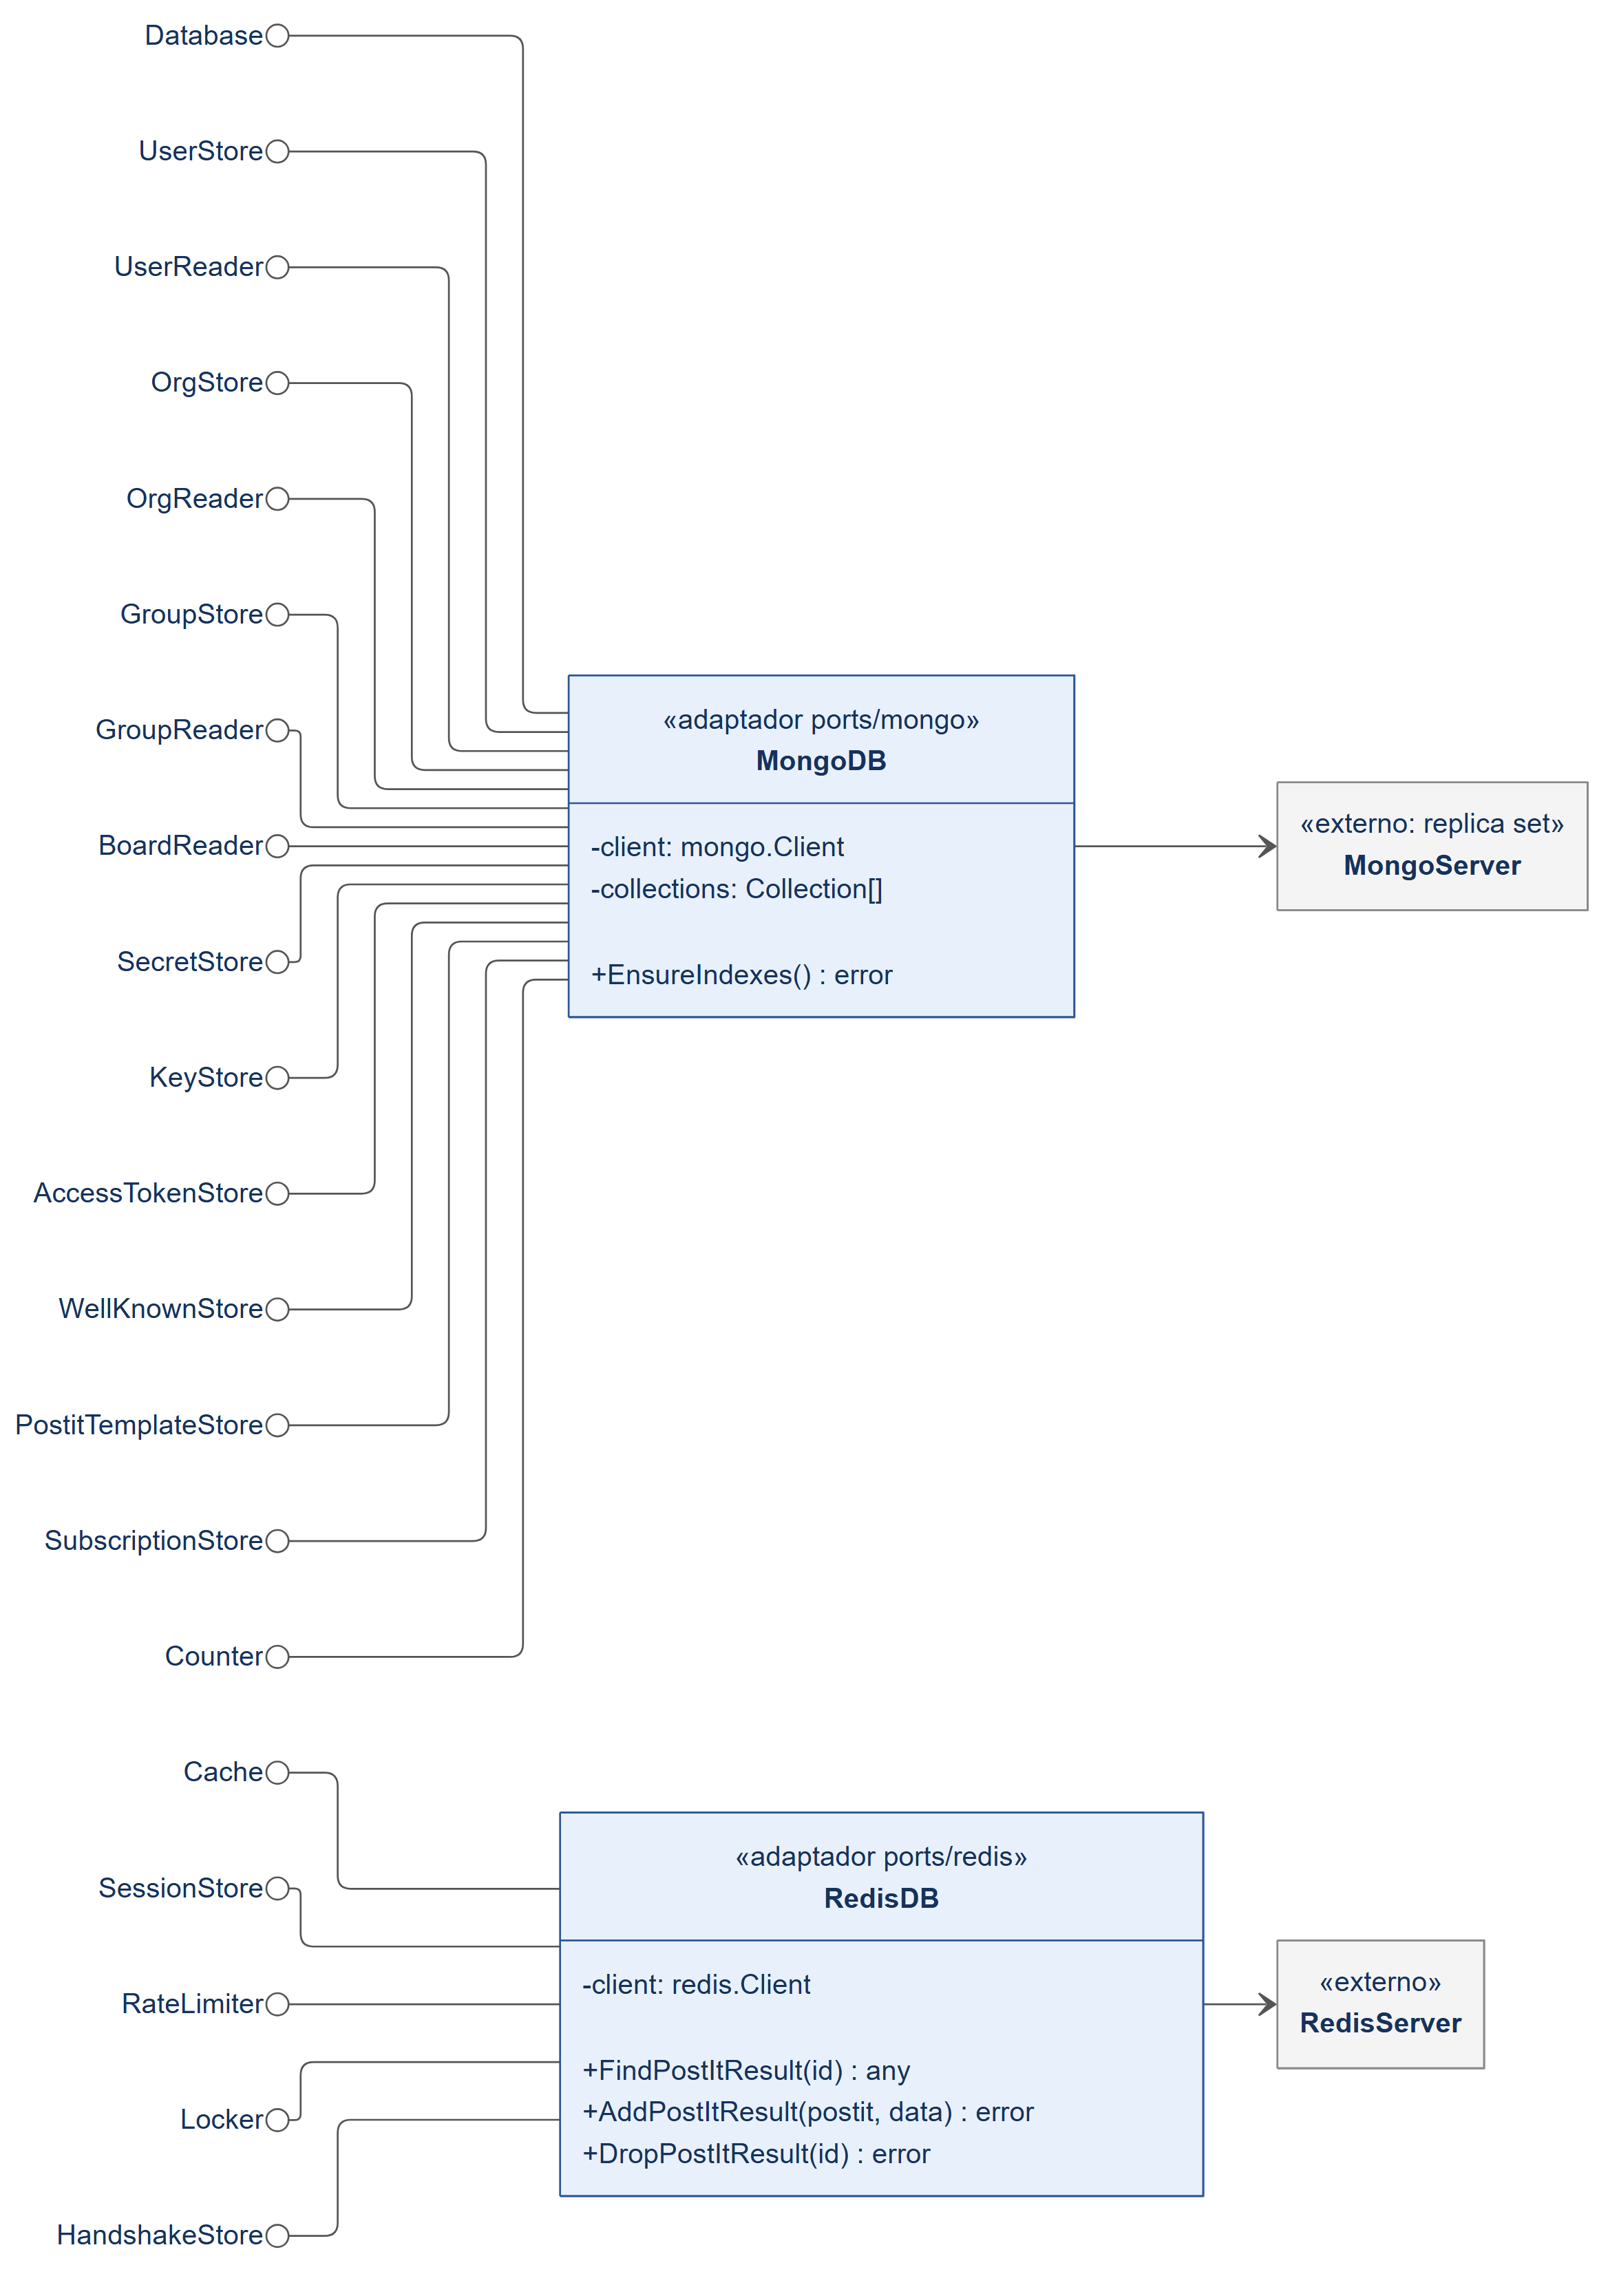 Database
UserStore
UserReader
OrgStore
OrgReader
GroupStore
GroupReader
BoardReader
SecretStore
KeyStore
AccessTokenStore
WellKnownStore
PostitTemplateStore
SubscriptionStore
Counter
«adaptador ports/mongo»
MongoDB
-client: mongo.Client
-collections: Collection[]
+EnsureIndexes() : error
«externo: replica set»
MongoServer
Cache
SessionStore
RateLimiter
Locker
HandshakeStore
«adaptador ports/redis»
RedisDB
-client: redis.Client
+FindPostItResult(id) : any
+AddPostItResult(postit, data) : error
+DropPostItResult(id) : error
«externo»
RedisServer